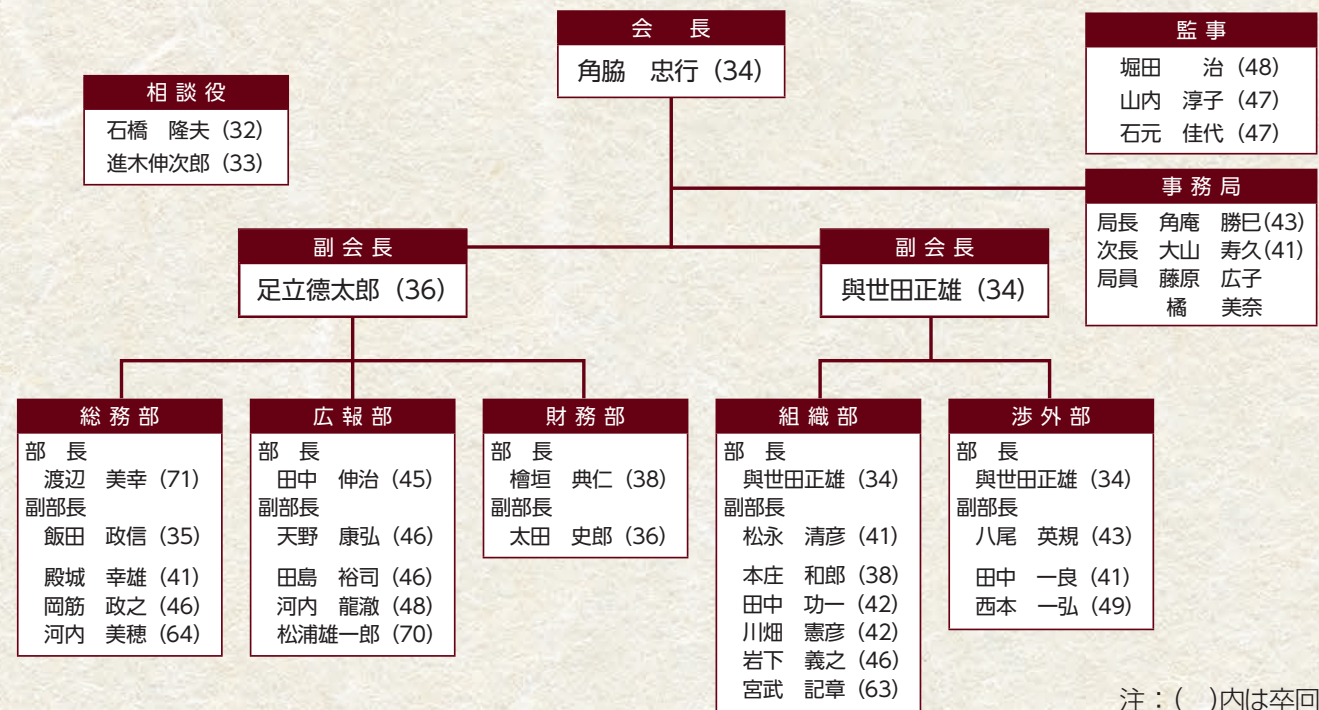 会　長
角脇　忠行（34）
監 事
堀田　　治（48）
山内　淳子（47）
石元　佳代（47）
相 談 役
石橋　隆夫（32）
進木伸次郎（33）
事 務 局
局長　角庵　勝巳(43)
次長　大山　寿久(41)
局員　藤原　広子
橘　　美奈
副 会 長
足立德太郎（36）
副 会 長
與世田正雄（34）
総 務 部
部　長
渡辺　美幸（71）
副部長
飯田　政信（35）
殿城　幸雄（41）
岡筋　政之（46）
河内　美穂（64）
広 報 部
部　長
田中　伸治（45）
副部長
天野　康弘（46）
田島　裕司（46）
河内　龍澈（48）
松浦雄一郎（70）
財 務 部
部　長
檜垣　典仁（38）
副部長
太田　史郎（36）
組 織 部
部　長
與世田正雄（34）
副部長
松永　清彦（41）
本庄　和郎（38）
田中　功一（42）
川畑　憲彦（42）
岩下　義之（46）
宮武　記章（63）
渉 外 部
部　長
與世田正雄（34）
副部長
八尾　英規（43）
田中　一良（41）
西本　一弘（49）
注：(　)内は卒回